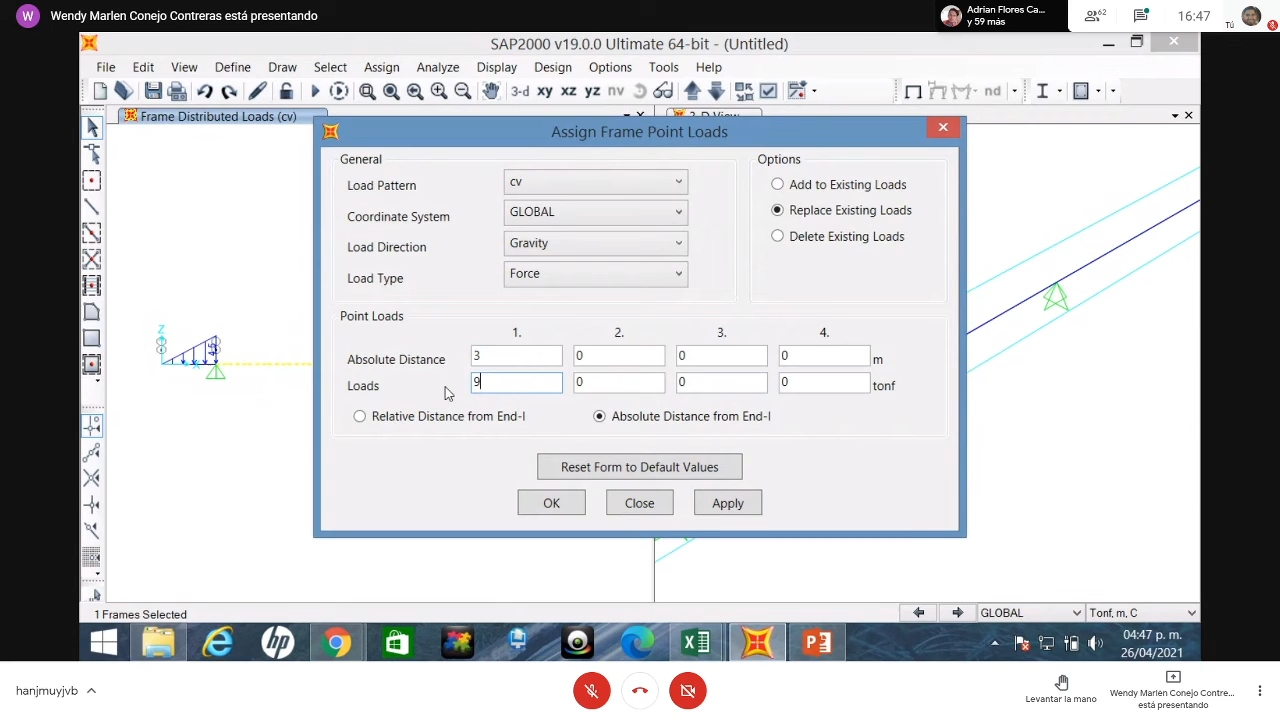 W Wendy Marlen Conejo Contreras está presentando
Adrian Flores Ca...
y 59 más
62
16:47
Tú
SAP2000 v19.0.0 Ultimate 64-bit - (Untitled)
File Edit View Define Draw Select Assign Analyze Display Design Options Tools Help
3-d xy xz yz nv nd
Frame Distributed Loads (cv)
3-D View
Assign Frame Point Loads
General
Load Pattern cv
Coordinate System GLOBAL
Load Direction Gravity
Load Type Force
Options
Add to Existing Loads
Replace Existing Loads
Delete Existing Loads
Point Loads
1. 2. 3. 4.
Absolute Distance 3 0 0 0 m
Loads 9 0 0 0 tonf
Relative Distance from End-I Absolute Distance from End-I
Reset Form to Default Values
OK Close Apply
Z
X
1 Frames Selected
GLOBAL
Tonf, m, C
04:47 p. m.
26/04/2021
hanjmuyjvb
Levantar la mano
Wendy Marlen Conejo Contre...
está presentando